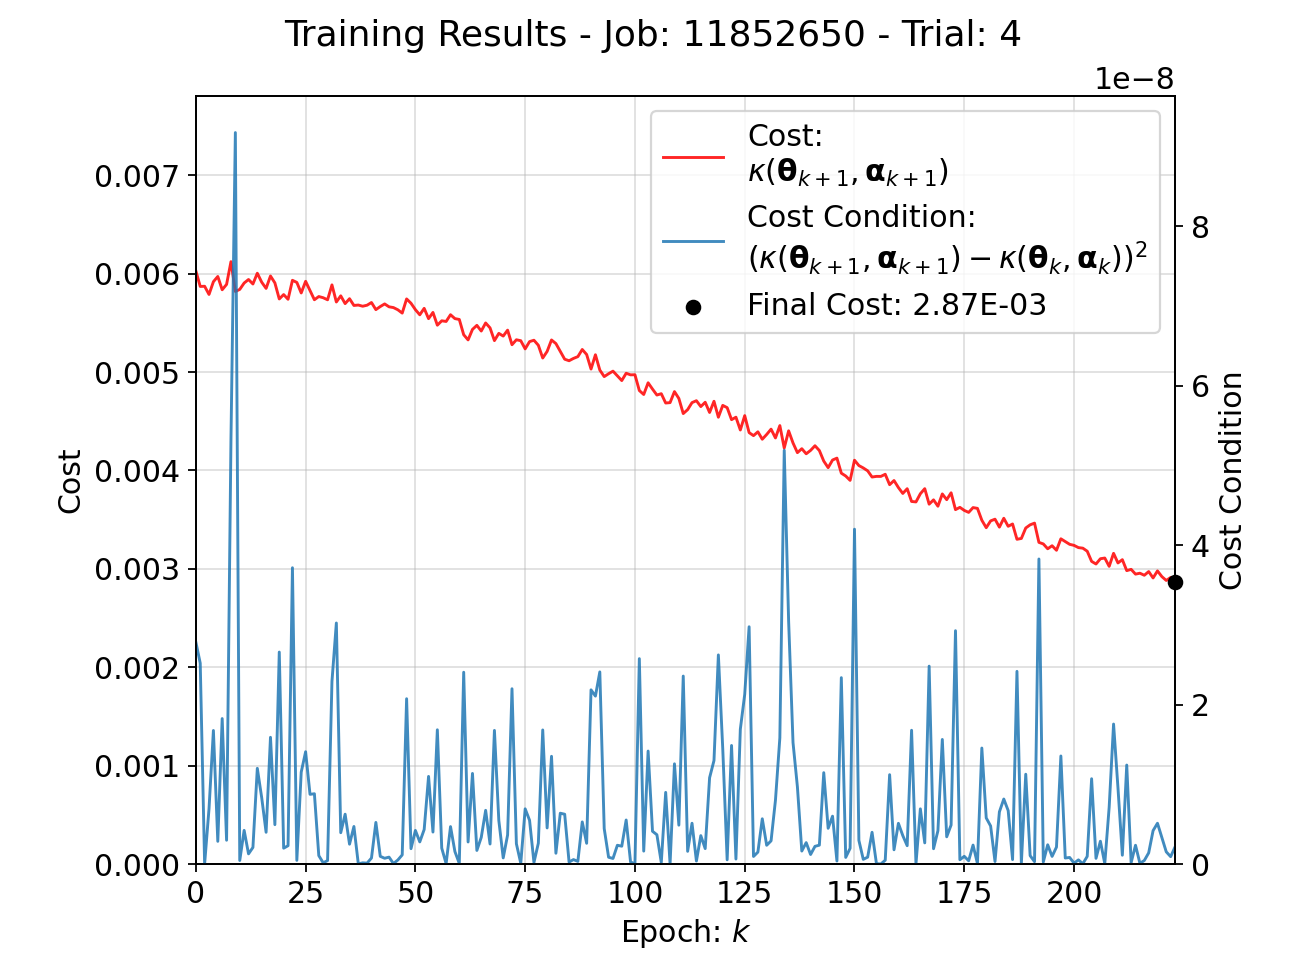 Training Results - Job: 11852650 - Trial: 4
1e−8
Cost:
κ(θ_{k+1}, α_{k+1})
Cost Condition:
(κ(θ_{k+1}, α_{k+1}) − κ(θ_k, α_k))²
Final Cost: 2.87E-03
0.007
0.006
0.005
0.004
0.003
0.002
0.001
0.000
Cost
8
6
4
2
0
Cost Condition
0 25 50 75 100 125 150 175 200
Epoch: k